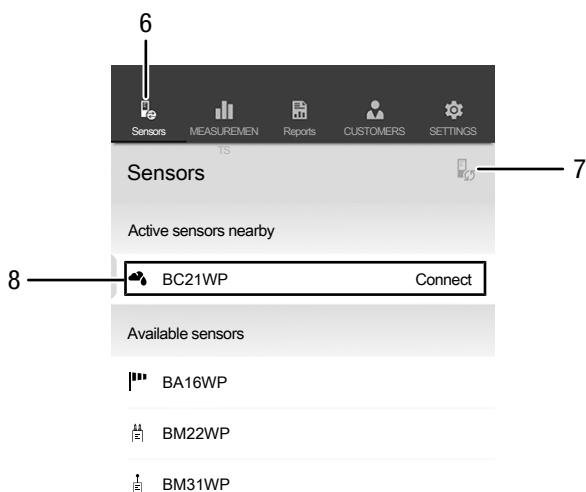 6
Sensors MEASUREMEN Reports CUSTOMERS SETTINGS
TS
Sensors
7
Active sensors nearby
8
BC21WP Connect
Available sensors
BA16WP
BM22WP
BM31WP